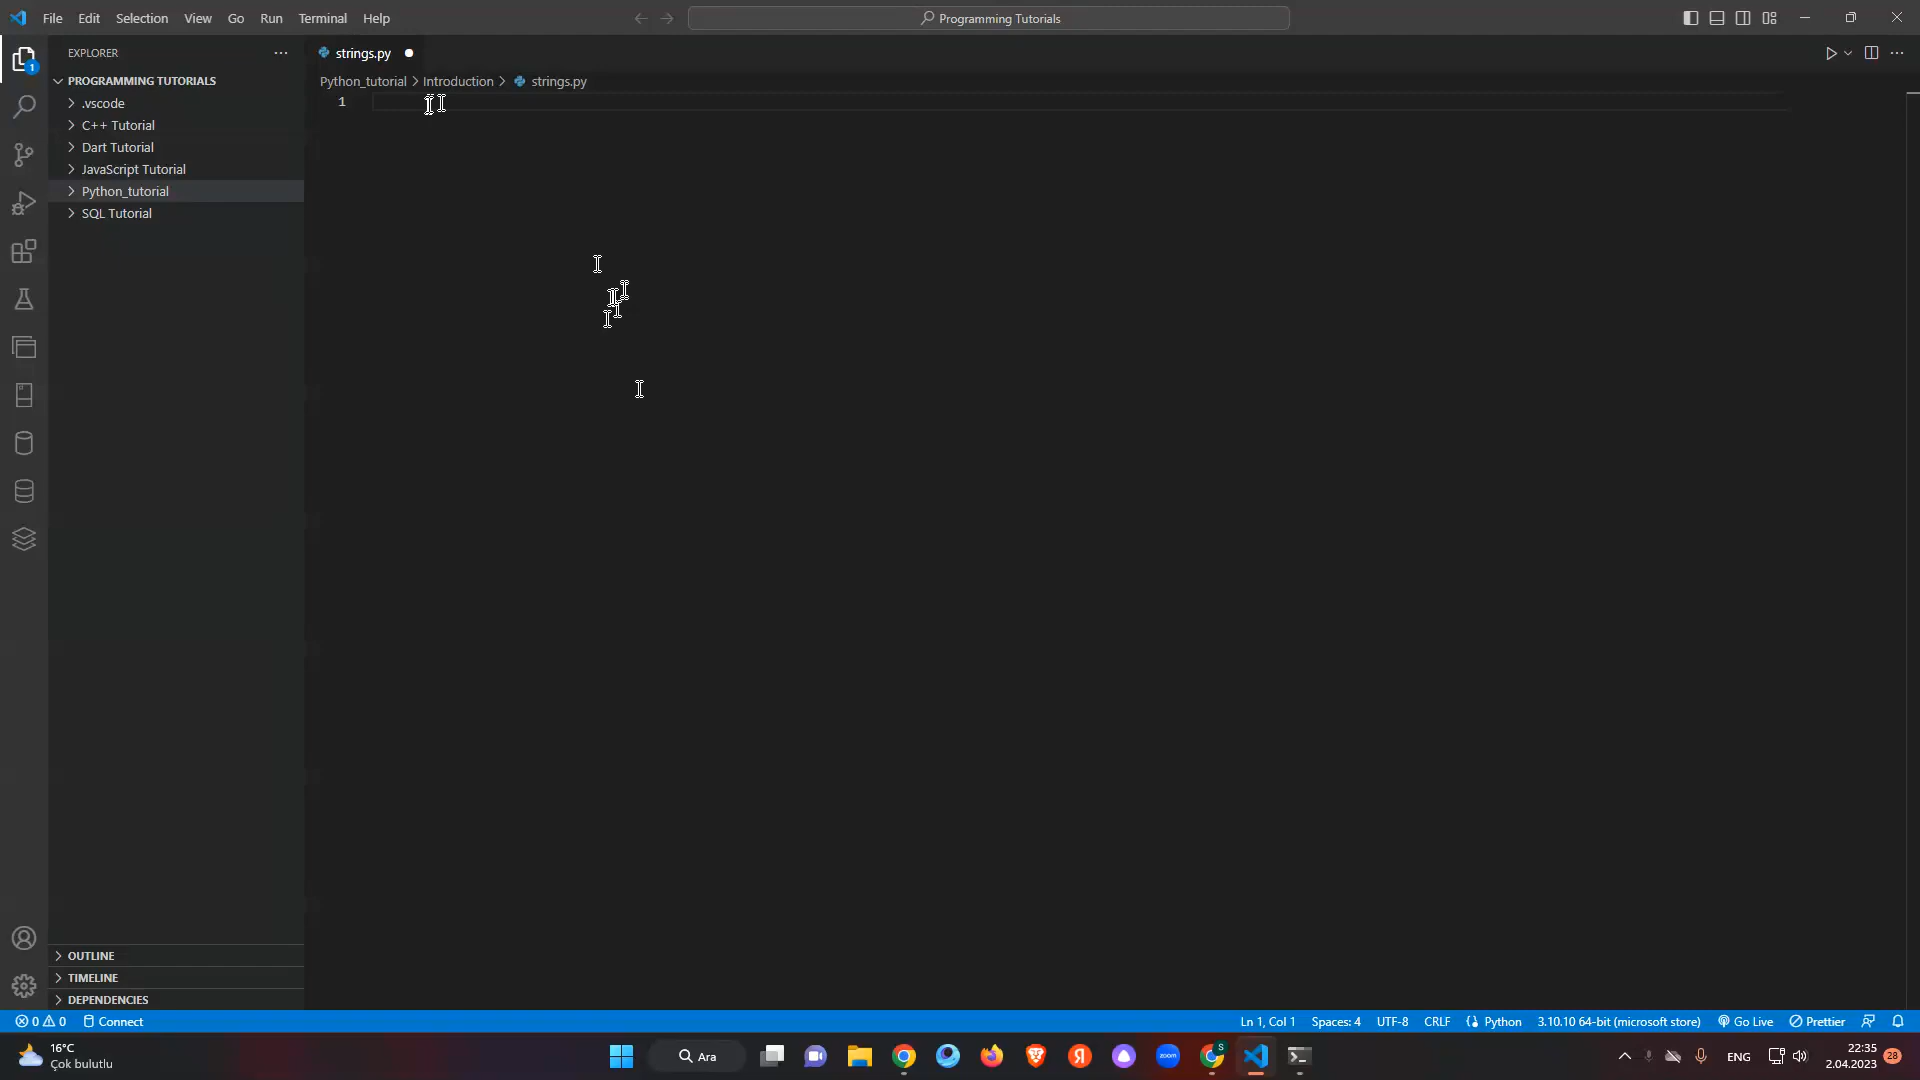 File Edit Selection View Go Run Terminal Help
Programming Tutorials
EXPLORER
strings.py
PROGRAMMING TUTORIALS
Python_tutorial Introduction strings.py
1
.vscode
C++ Tutorial
Dart Tutorial
JavaScript Tutorial
Python_tutorial
SQL Tutorial
1
OUTLINE
TIMELINE
DEPENDENCIES
0 0 Connect
Ln 1, Col 1 Spaces: 4 UTF-8 CRLF Python 3.10.10 64-bit (microsoft store) Go Live Prettier
16°C
Çok bulutlu
Ara
zoom
S
ENG
22:35
2.04.2023
28